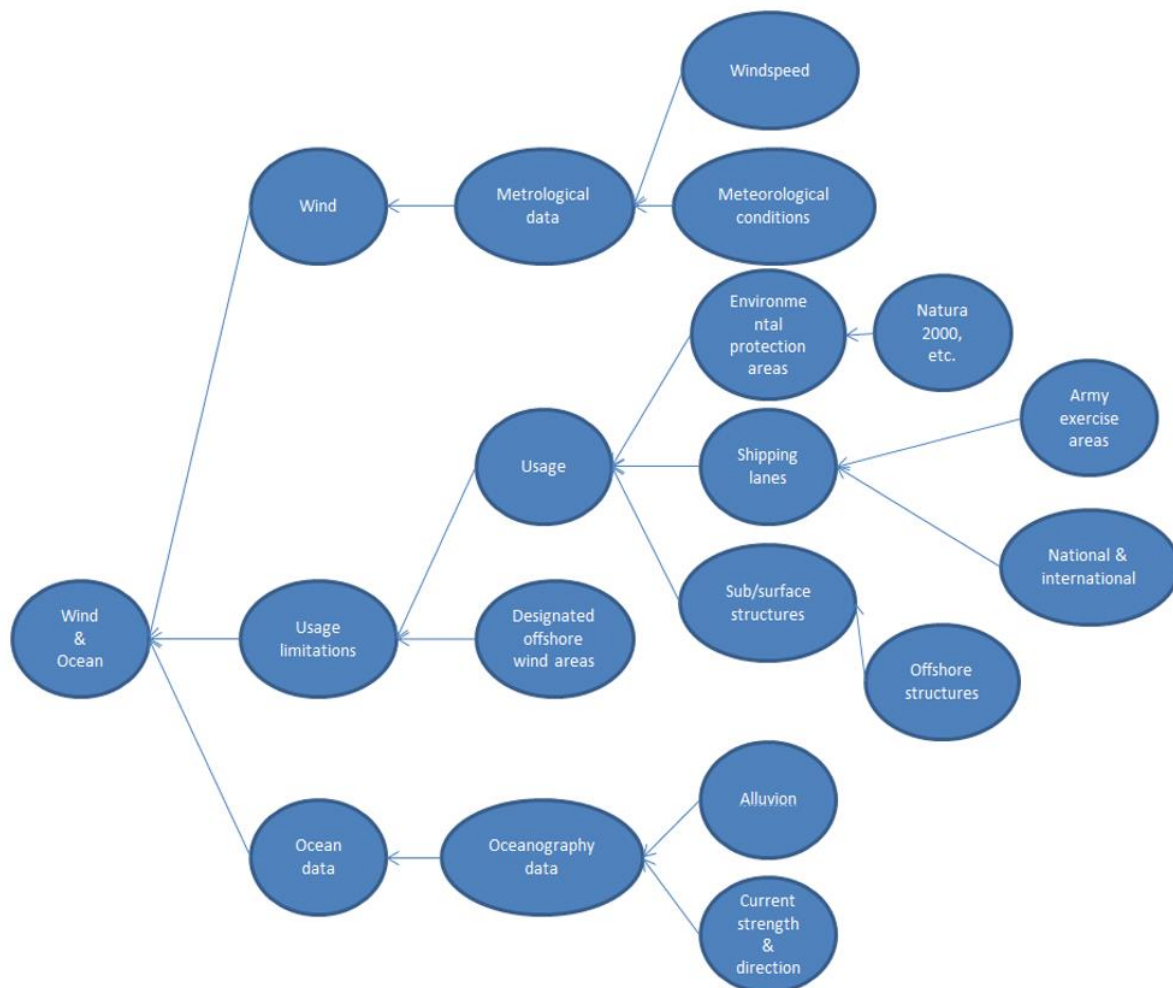 Windspeed
Wind
Metrological
data
Meteorological
conditions
Environme
ntal
protection
areas
Natura
2000,
etc.
Army
exercise
areas
Usage
Shipping
lanes
National &
international
Wind
&
Ocean
Usage
limitations
Designated
offshore
wind areas
Sub/surface
structures
Offshore
structures
Alluvion
Ocean
data
Oceanography
data
Current
strength
&
direction